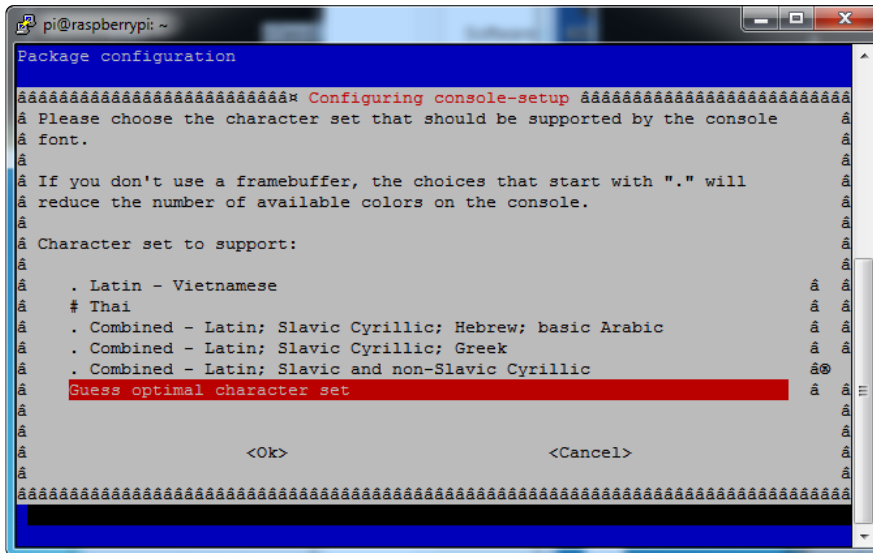 pi@raspberrypi: ~
Package configuration
ââââââââââââââââââââââââââ¤ Configuring console-setup ââââââââââââââââââââââââââ
â Please choose the character set that should be supported by the console â
â font. â
â â
â If you don't use a framebuffer, the choices that start with "." will â
â reduce the number of available colors on the console. â
â â
â Character set to support: â
â â
â . Latin - Vietnamese â â
â # Thai â â
â . Combined - Latin; Slavic Cyrillic; Hebrew; basic Arabic â â
â . Combined - Latin; Slavic Cyrillic; Greek â â
â . Combined - Latin; Slavic and non-Slavic Cyrillic â®
â Guess optimal character set â â
â â
â â
â <Ok> <Cancel> â
â â
ââââââââââââââââââââââââââââââââââââââââââââââââââââââââââââââââââââââââââââââââ